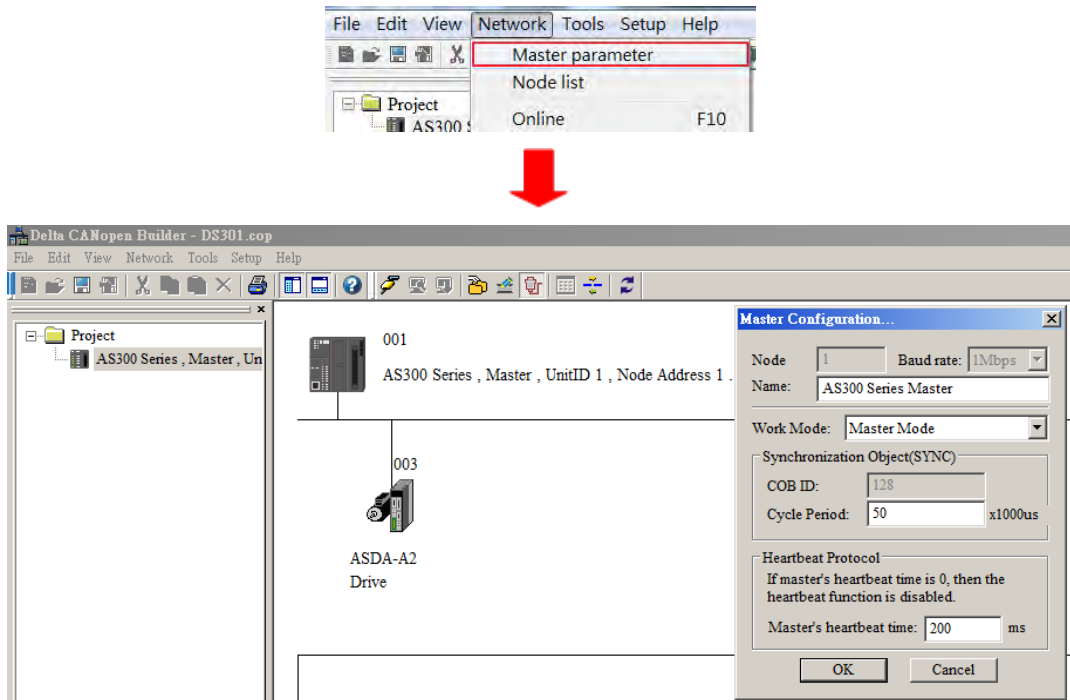 File Edit View Network Tools Setup Help
Master parameter
Node list
Project
Online F10
AS300
Delta CANopen Builder - DS301.cop
File Edit View Network Tools Setup Help
Project
AS300 Series , Master , Un
001
AS300 Series , Master , UnitID 1 , Node Address 1 .
003
ASDA-A2
Drive
Master Configuration...
Node 1 Baud rate: 1Mbps
Name: AS300 Series Master
Work Mode: Master Mode
Synchronization Object(SYNC)
COB ID: 128
Cycle Period: 50 x1000us
Heartbeat Protocol
If master's heartbeat time is 0, then the
heartbeat function is disabled.
Master's heartbeat time: 200 ms
OK Cancel